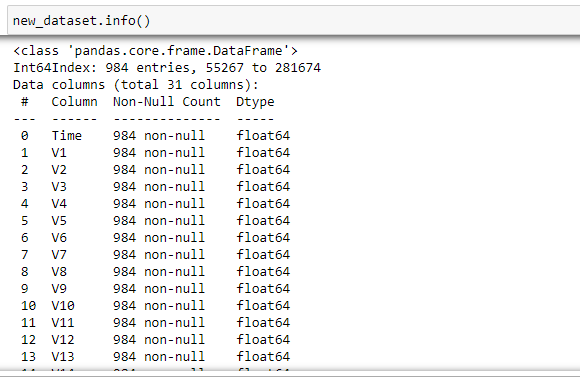 new_dataset.info()
<class 'pandas.core.frame.DataFrame'>
Int64Index: 984 entries, 55267 to 281674
Data columns (total 31 columns):
 #   Column  Non-Null Count  Dtype
---  ------  --------------  -----
 0   Time    984 non-null    float64
 1   V1      984 non-null    float64
 2   V2      984 non-null    float64
 3   V3      984 non-null    float64
 4   V4      984 non-null    float64
 5   V5      984 non-null    float64
 6   V6      984 non-null    float64
 7   V7      984 non-null    float64
 8   V8      984 non-null    float64
 9   V9      984 non-null    float64
 10  V10     984 non-null    float64
 11  V11     984 non-null    float64
 12  V12     984 non-null    float64
 13  V13     984 non-null    float64